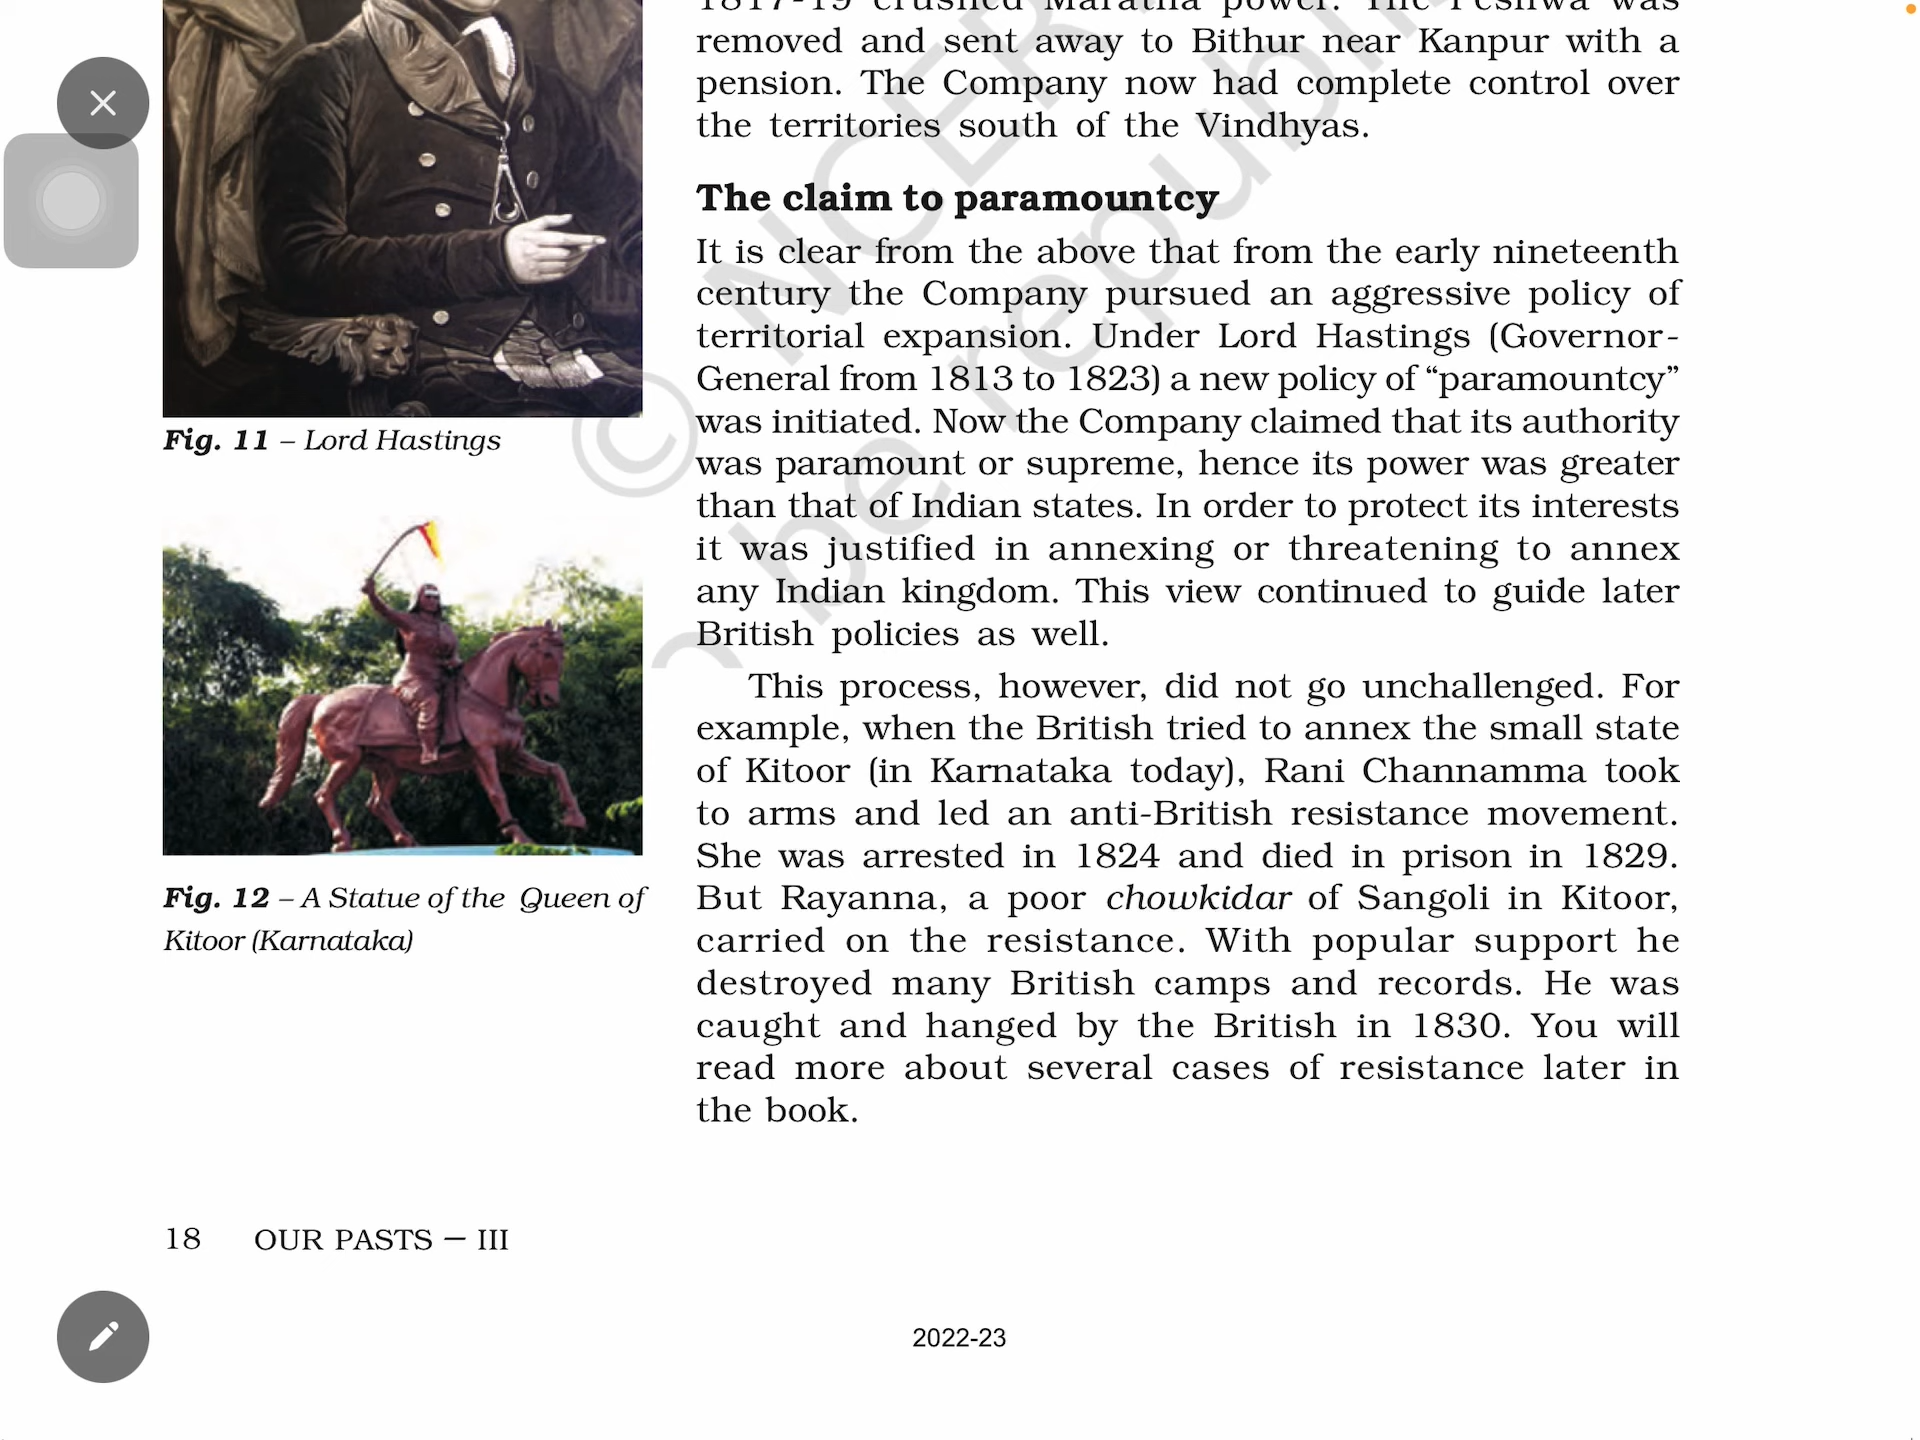 1817-19 crushed Maratha power. The Peshwa was
removed and sent away to Bithur near Kanpur with a
pension. The Company now had complete control over
the territories south of the Vindhyas.
The claim to paramountcy
It is clear from the above that from the early nineteenth
century the Company pursued an aggressive policy of
territorial expansion. Under Lord Hastings (Governor-
General from 1813 to 1823) a new policy of “paramountcy”
was initiated. Now the Company claimed that its authority
was paramount or supreme, hence its power was greater
than that of Indian states. In order to protect its interests
it was justified in annexing or threatening to annex
any Indian kingdom. This view continued to guide later
British policies as well.
This process, however, did not go unchallenged. For
example, when the British tried to annex the small state
of Kitoor (in Karnataka today), Rani Channamma took
to arms and led an anti-British resistance movement.
She was arrested in 1824 and died in prison in 1829.
But Rayanna, a poor chowkidar of Sangoli in Kitoor,
carried on the resistance. With popular support he
destroyed many British camps and records. He was
caught and hanged by the British in 1830. You will
read more about several cases of resistance later in
the book.
Fig. 11 – Lord Hastings
Fig. 12 – A Statue of the Queen of
Kitoor (Karnataka)
18 OUR PASTS – III
2022-23
© NCER
be republi